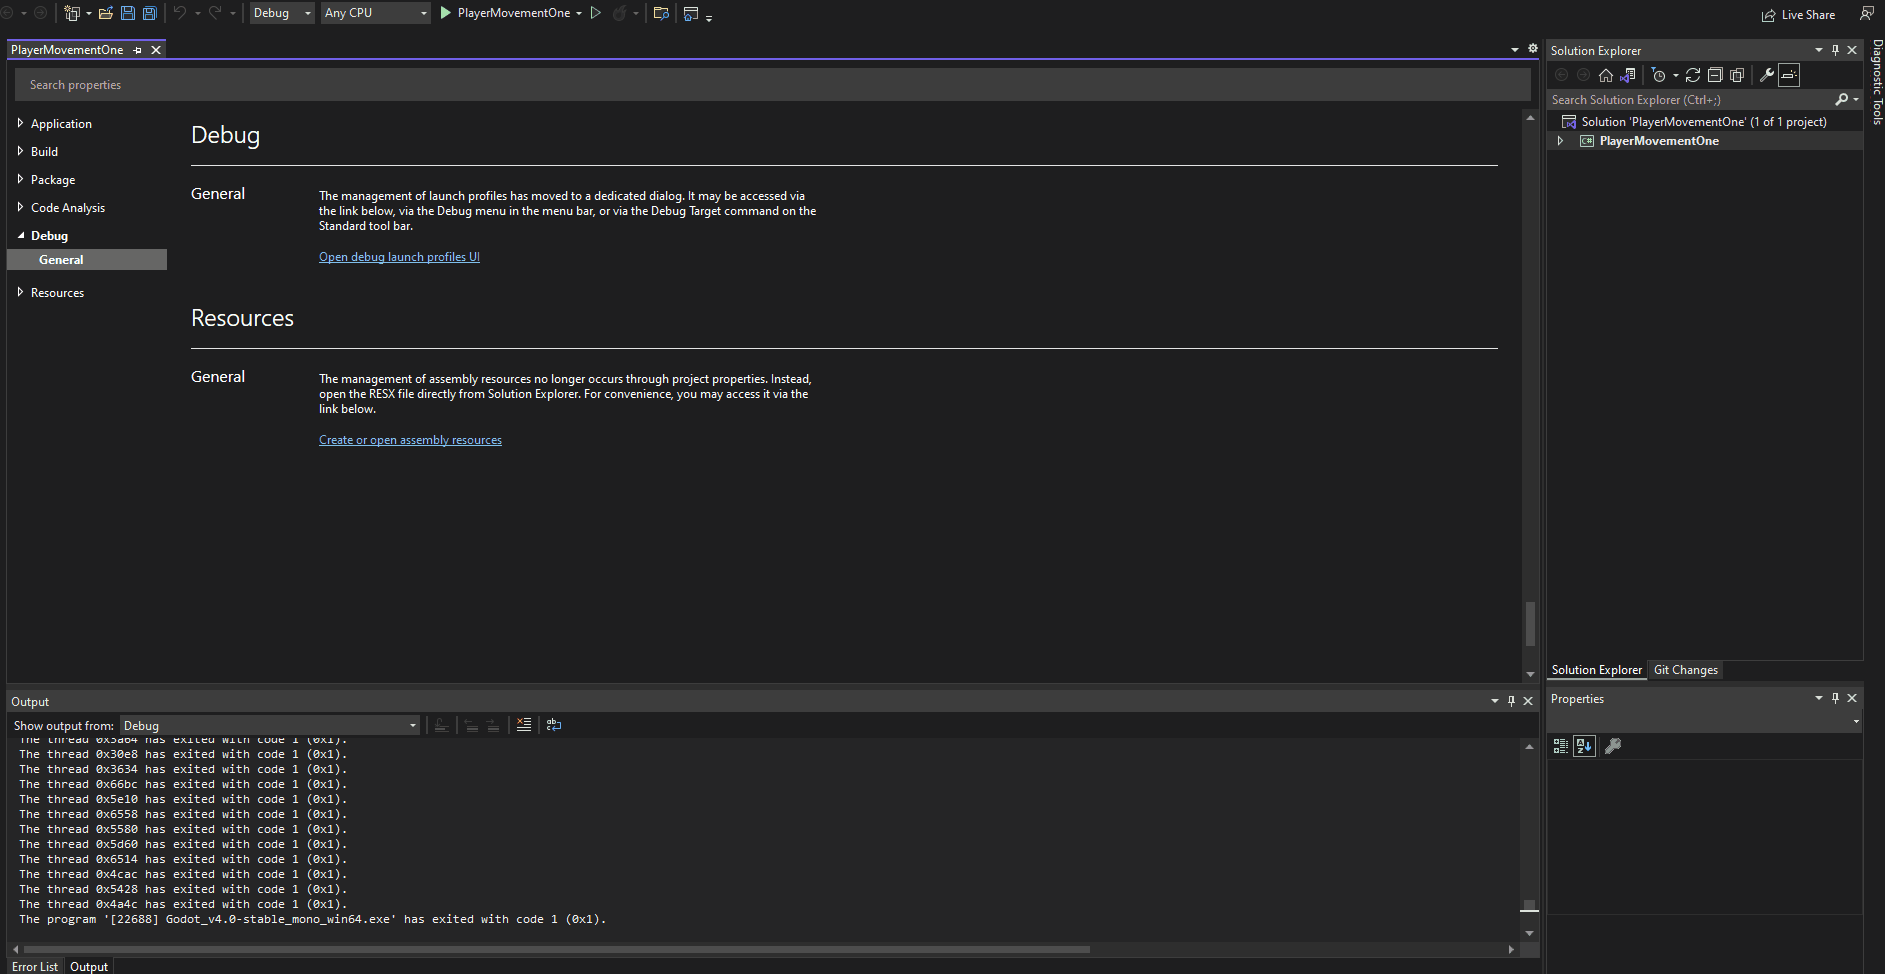 Debug
Any CPU
PlayerMovementOne
Live Share
PlayerMovementOne
Search properties
Application
Build
Package
Code Analysis
Debug
General
Resources
Debug
General
The management of launch profiles has moved to a dedicated dialog. It may be accessed via
the link below, via the Debug menu in the menu bar, or via the Debug Target command on the
Standard tool bar.
Open debug launch profiles UI
Resources
General
The management of assembly resources no longer occurs through project properties. Instead,
open the RESX file directly from Solution Explorer. For convenience, you may access it via the
link below.
Create or open assembly resources
Solution Explorer
Search Solution Explorer (Ctrl+;)
Solution 'PlayerMovementOne' (1 of 1 project)
C# PlayerMovementOne
Diagnostic Tools
Solution Explorer
Git Changes
Properties
Output
Show output from: Debug
The thread 0x3a64 has exited with code 1 (0x1).
The thread 0x30e8 has exited with code 1 (0x1).
The thread 0x3634 has exited with code 1 (0x1).
The thread 0x66bc has exited with code 1 (0x1).
The thread 0x5e10 has exited with code 1 (0x1).
The thread 0x6558 has exited with code 1 (0x1).
The thread 0x5580 has exited with code 1 (0x1).
The thread 0x5d60 has exited with code 1 (0x1).
The thread 0x6514 has exited with code 1 (0x1).
The thread 0x4cac has exited with code 1 (0x1).
The thread 0x5428 has exited with code 1 (0x1).
The thread 0x4a4c has exited with code 1 (0x1).
The program '[22688] Godot_v4.0-stable_mono_win64.exe' has exited with code 1 (0x1).
Error List
Output